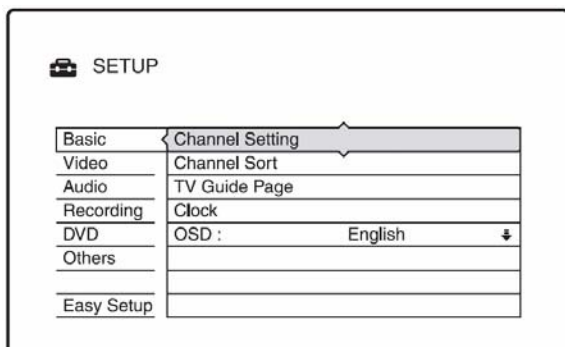 SETUP
Basic Channel Setting
Video Channel Sort
Audio TV Guide Page
Recording Clock
DVD OSD : English
Others
Easy Setup